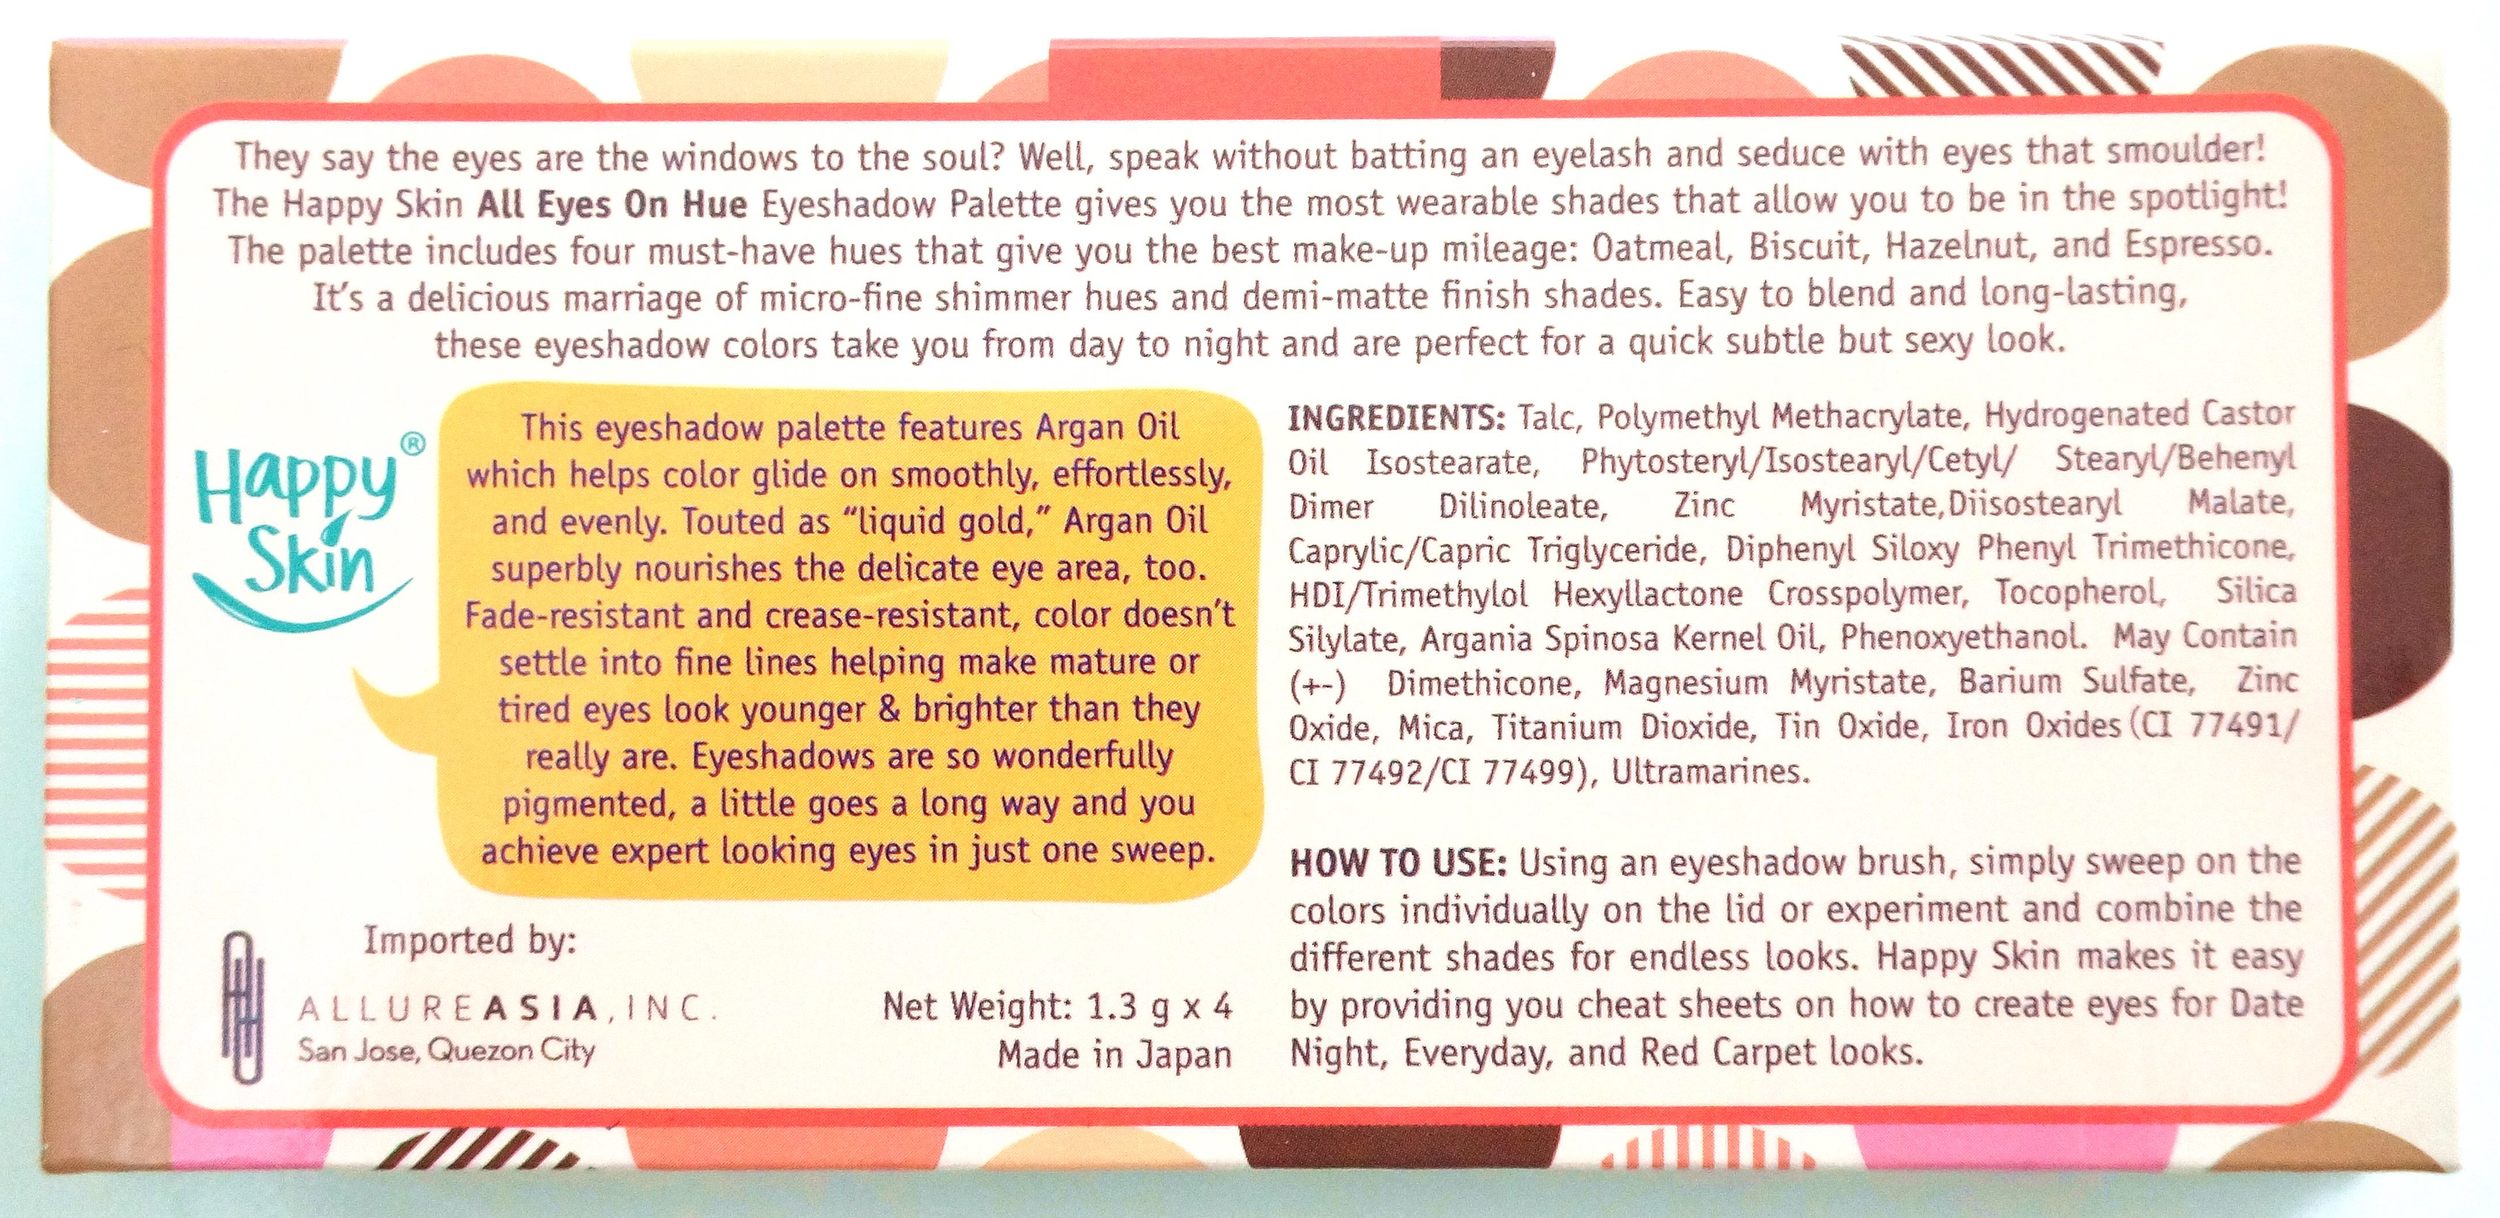 They say the eyes are the windows to the soul? Well, speak without batting an eyelash and seduce with eyes that smoulder!
The Happy Skin All Eyes On Hue Eyeshadow Palette gives you the most wearable shades that allow you to be in the spotlight!
The palette includes four must-have hues that give you the best make-up mileage: Oatmeal, Biscuit, Hazelnut, and Espresso.
It's a delicious marriage of micro-fine shimmer hues and demi-matte finish shades. Easy to blend and long-lasting,
these eyeshadow colors take you from day to night and are perfect for a quick subtle but sexy look.
Happy®
Skin
This eyeshadow palette features Argan Oil
which helps color glide on smoothly, effortlessly,
and evenly. Touted as “liquid gold,” Argan Oil
superbly nourishes the delicate eye area, too.
Fade-resistant and crease-resistant, color doesn't
settle into fine lines helping make mature or
tired eyes look younger & brighter than they
really are. Eyeshadows are so wonderfully
pigmented, a little goes a long way and you
achieve expert looking eyes in just one sweep.
Imported by:
ALLUREASIA, INC.
San Jose, Quezon City
Net Weight: 1.3 g x 4
Made in Japan
INGREDIENTS: Talc, Polymethyl Methacrylate, Hydrogenated Castor
Oil Isostearate, Phytosteryl/Isostearyl/Cetyl/ Stearyl/Behenyl
Dimer Dilinoleate, Zinc Myristate,Diisostearyl Malate,
Caprylic/Capric Triglyceride, Diphenyl Siloxy Phenyl Trimethicone,
HDI/Trimethylol Hexyllactone Crosspolymer, Tocopherol, Silica
Silylate, Argania Spinosa Kernel Oil, Phenoxyethanol. May Contain
(+-) Dimethicone, Magnesium Myristate, Barium Sulfate, Zinc
Oxide, Mica, Titanium Dioxide, Tin Oxide, Iron Oxides (CI 77491/
CI 77492/CI 77499), Ultramarines.
HOW TO USE: Using an eyeshadow brush, simply sweep on the
colors individually on the lid or experiment and combine the
different shades for endless looks. Happy Skin makes it easy
by providing you cheat sheets on how to create eyes for Date
Night, Everyday, and Red Carpet looks.